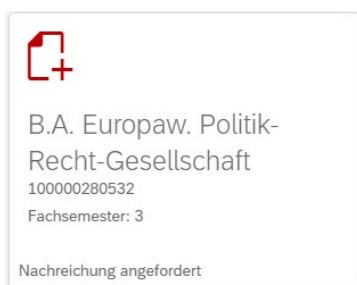 B.A. Europaw. Politik-
Recht-Gesellschaft
100000280532
Fachsemester: 3
Nachreichung angefordert